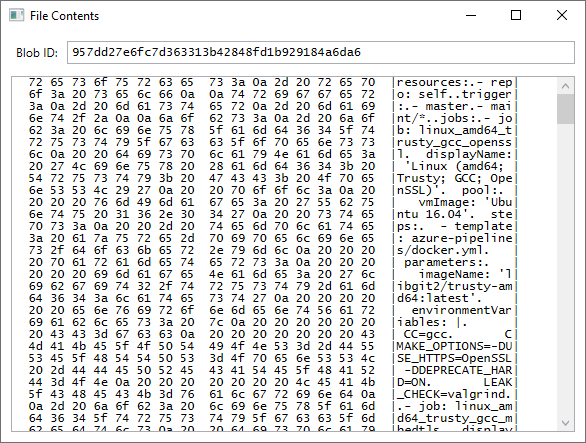 File Contents
Blob ID: 957dd27e6fc7d363313b42848fd1b929184a6da6
72 65 73 6f 75 72 63 65  73 3a 0a 2d 20 72 65 70  |resources:.- rep|
6f 3a 20 73 65 6c 66 0a  0a 74 72 69 67 67 65 72  |o: self..trigger|
3a 0a 2d 20 6d 61 73 74  65 72 0a 2d 20 6d 61 69  |:.- master.- mai|
6e 74 2f 2a 0a 0a 6a 6f  62 73 3a 0a 2d 20 6a 6f  |nt/*..jobs:.- jo|
62 3a 20 6c 69 6e 75 78  5f 61 6d 64 36 34 5f 74  |b: linux_amd64_t|
72 75 73 74 79 5f 67 63  63 5f 6f 70 65 6e 73 73  |rusty_gcc_openss|
6c 0a 20 20 64 69 73 70  6c 61 79 4e 61 6d 65 3a  |l.  displayName:|
20 27 4c 69 6e 75 78 20  28 61 6d 64 36 34 3b 20  | 'Linux (amd64; |
54 72 75 73 74 79 3b 20  47 43 43 3b 20 4f 70 65  |Trusty; GCC; Ope|
6e 53 53 4c 29 27 0a 20  20 70 6f 6f 6c 3a 0a 20  |nSSL)'.  pool:. |
20 20 20 76 6d 49 6d 61  67 65 3a 20 27 55 62 75  |   vmImage: 'Ubu|
6e 74 75 20 31 36 2e 30  34 27 0a 20 20 73 74 65  |ntu 16.04'.  ste|
70 73 3a 0a 20 20 2d 20  74 65 6d 70 6c 61 74 65  |ps:.  - template|
3a 20 61 7a 75 72 65 2d  70 69 70 65 6c 69 6e 65  |: azure-pipeline|
73 2f 64 6f 63 6b 65 72  2e 79 6d 6c 0a 20 20 20  |s/docker.yml.   |
20 70 61 72 61 6d 65 74  65 72 73 3a 0a 20 20 20  | parameters:.   |
20 20 20 69 6d 61 67 65  4e 61 6d 65 3a 20 27 6c  |   imageName: 'l|
69 62 67 69 74 32 2f 74  72 75 73 74 79 2d 61 6d  |ibgit2/trusty-am|
64 36 34 3a 6c 61 74 65  73 74 27 0a 20 20 20 20  |d64:latest'.    |
20 20 65 6e 76 69 72 6f  6e 6d 65 6e 74 56 61 72  |  environmentVar|
69 61 62 6c 65 73 3a 20  7c 0a 20 20 20 20 20 20  |iables: |.      |
20 43 43 3d 67 63 63 0a  20 20 20 20 20 20 20 43  | CC=gcc.       C|
4d 41 4b 45 5f 4f 50 54  49 4f 4e 53 3d 2d 44 55  |MAKE_OPTIONS=-DU|
53 45 5f 48 54 54 50 53  3d 4f 70 65 6e 53 53 4c  |SE_HTTPS=OpenSSL|
20 2d 44 44 45 50 52 45  43 41 54 45 5f 48 41 52  | -DDEPRECATE_HAR|
44 3d 4f 4e 0a 20 20 20  20 20 20 20 4c 45 41 4b  |D=ON.       LEAK|
5f 43 48 45 43 4b 3d 76  61 6c 67 72 69 6e 64 0a  |_CHECK=valgrind.|
0a 2d 20 6a 6f 62 3a 20  6c 69 6e 75 78 5f 61 6d  |.- job: linux_am|
64 36 34 5f 74 72 75 73  74 79 5f 67 63 63 5f 6d  |d64_trusty_gcc_m|
62 65 64 74 6c 73 0a 20  20 64 69 73 70 6c 61 79  |bedtls.  display|